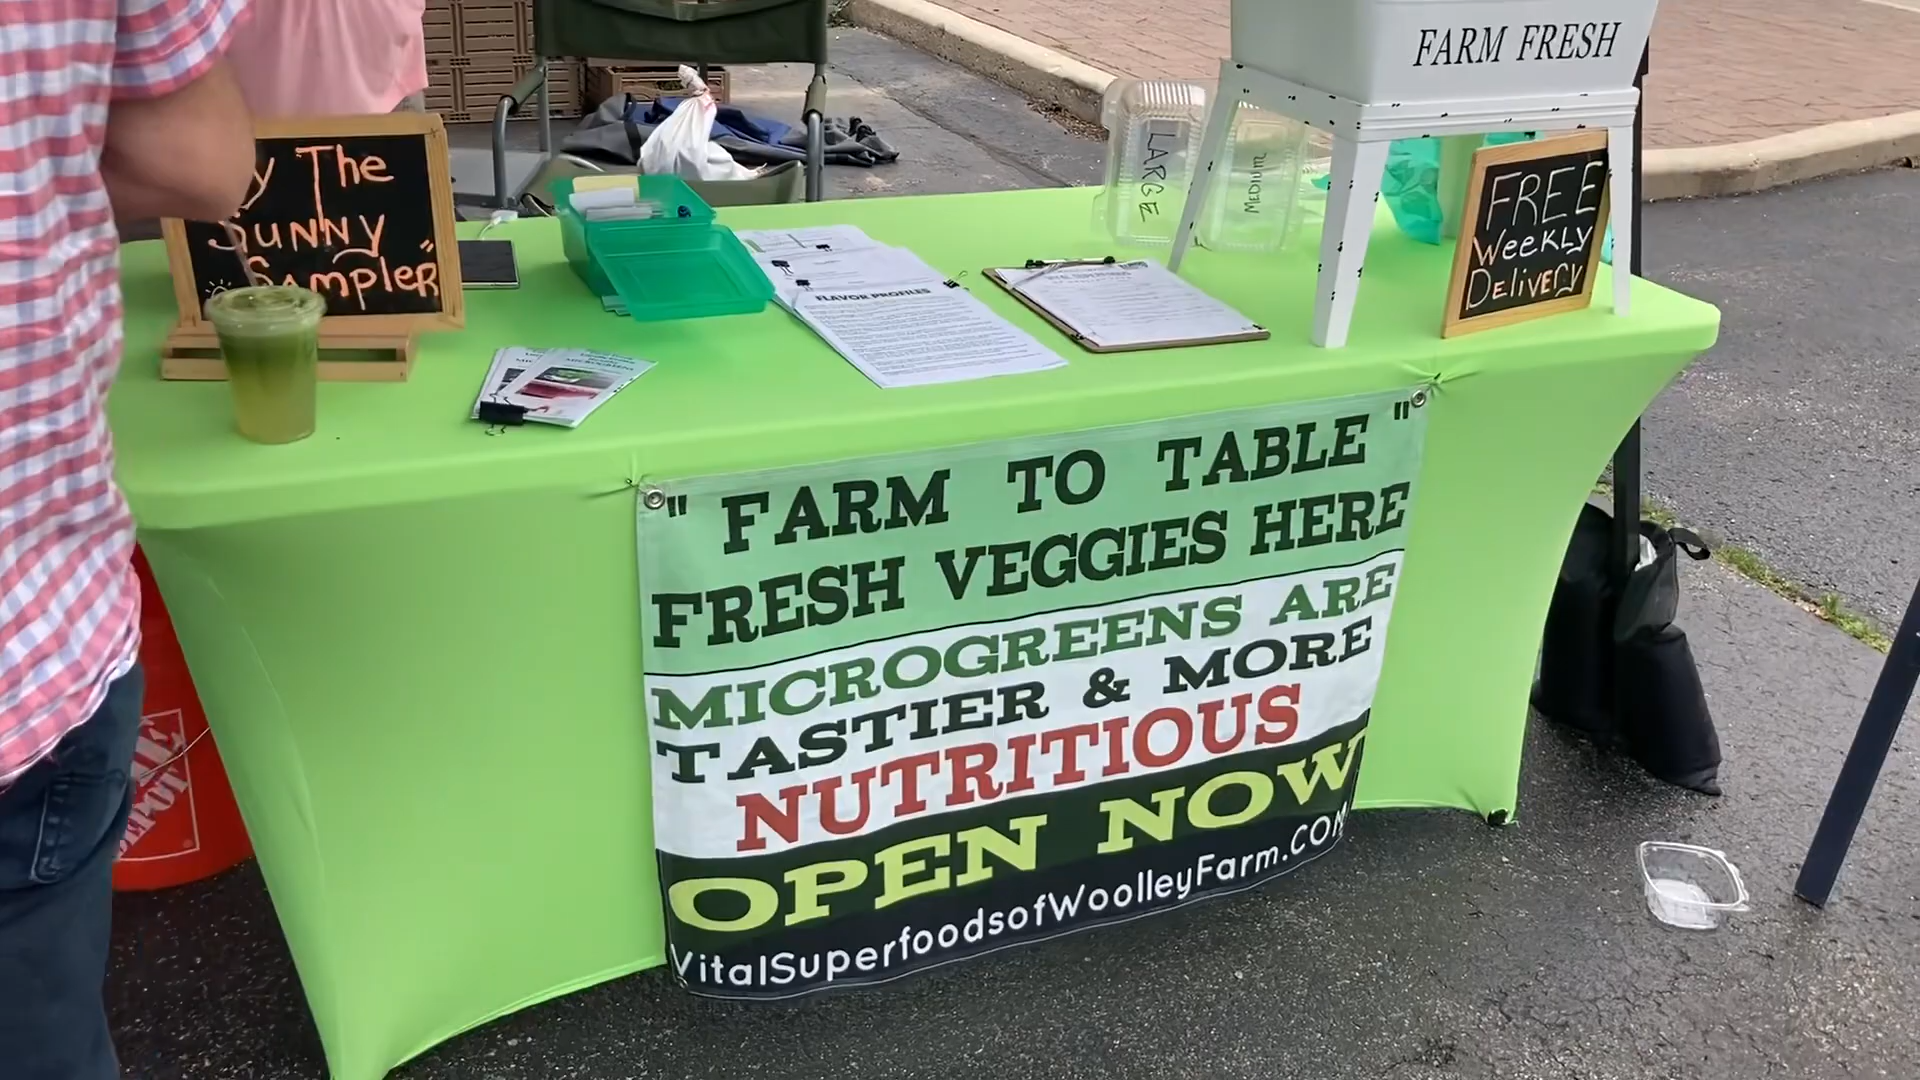 FARM FRESH
The
SUNNY
SAMPLER"
LARGE
MEDIUM
FREE
WEEKLY
DELIVERY
FLAVOR PROFILES
MICROGREENS
" FARM TO TABLE "
FRESH VEGGIES HERE
MICROGREENS ARE
TASTIER & MORE
NUTRITIOUS
OPEN NOW
VitalSuperfoodsofWoolleyFarm.COM